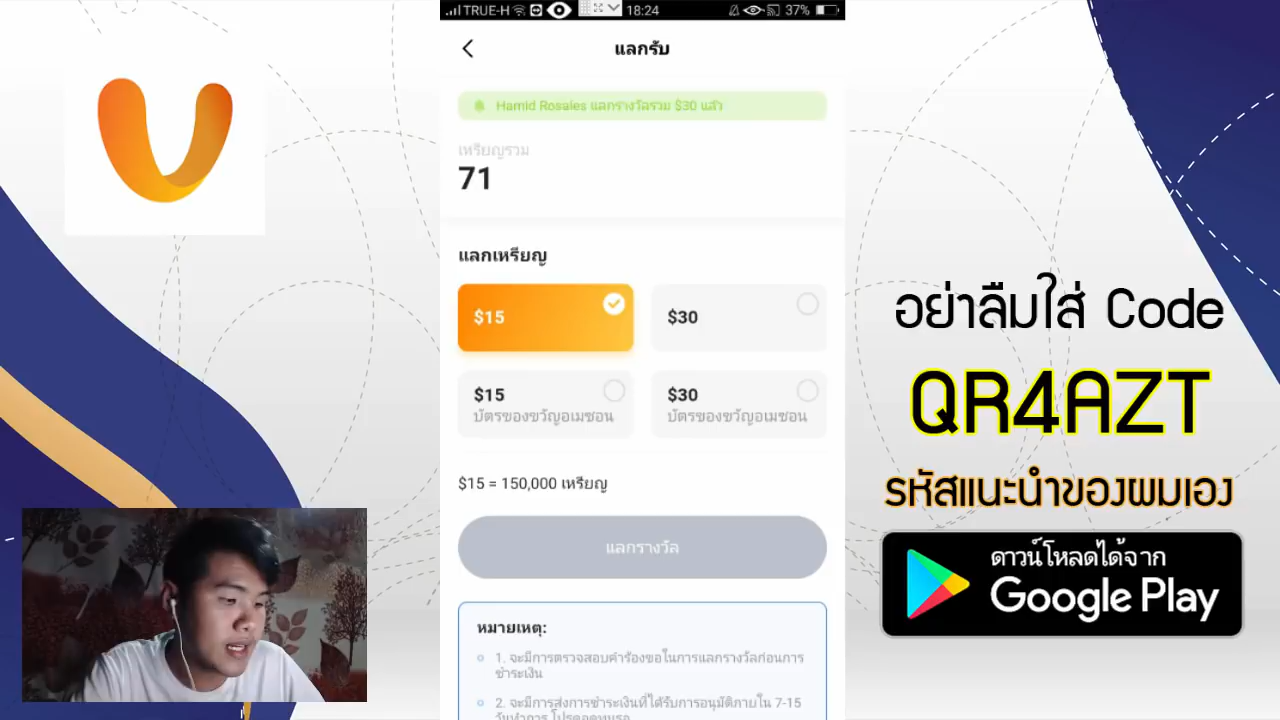 TRUE-H
18:24
37%
แลกรับ
Hamid Rosales แลกรางวัลรวม $30 แล้ว
เหรียญรวม
71
แลกเหรียญ
$15
$30
$15
บัตรของขวัญอเมซอน
$30
บัตรของขวัญอเมซอน
$15 = 150,000 เหรียญ
แลกรางวัล
หมายเหตุ:
1. จะมีการตรวจสอบคำร้องขอในการแลกรางวัลก่อนการ
ชำระเงิน
2. จะมีการส่งการชำระเงินที่ได้รับการอนุมัติภายใน 7-15
อย่าลืมใส่ Code
QR4AZT
รหัสแนะนำของผมเอง
ดาวน์โหลดได้จาก
Google Play